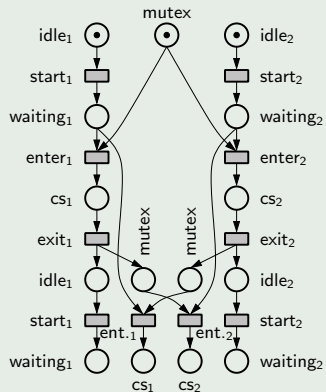 mutex
idle₁
idle₂
start₁
start₂
waiting₁
waiting₂
enter₁
enter₂
cs₁
cs₂
mutex
mutex
exit₁
exit₂
idle₁
idle₂
start₁
ent.₁
ent.₂
start₂
waiting₁
waiting₂
cs₁
cs₂